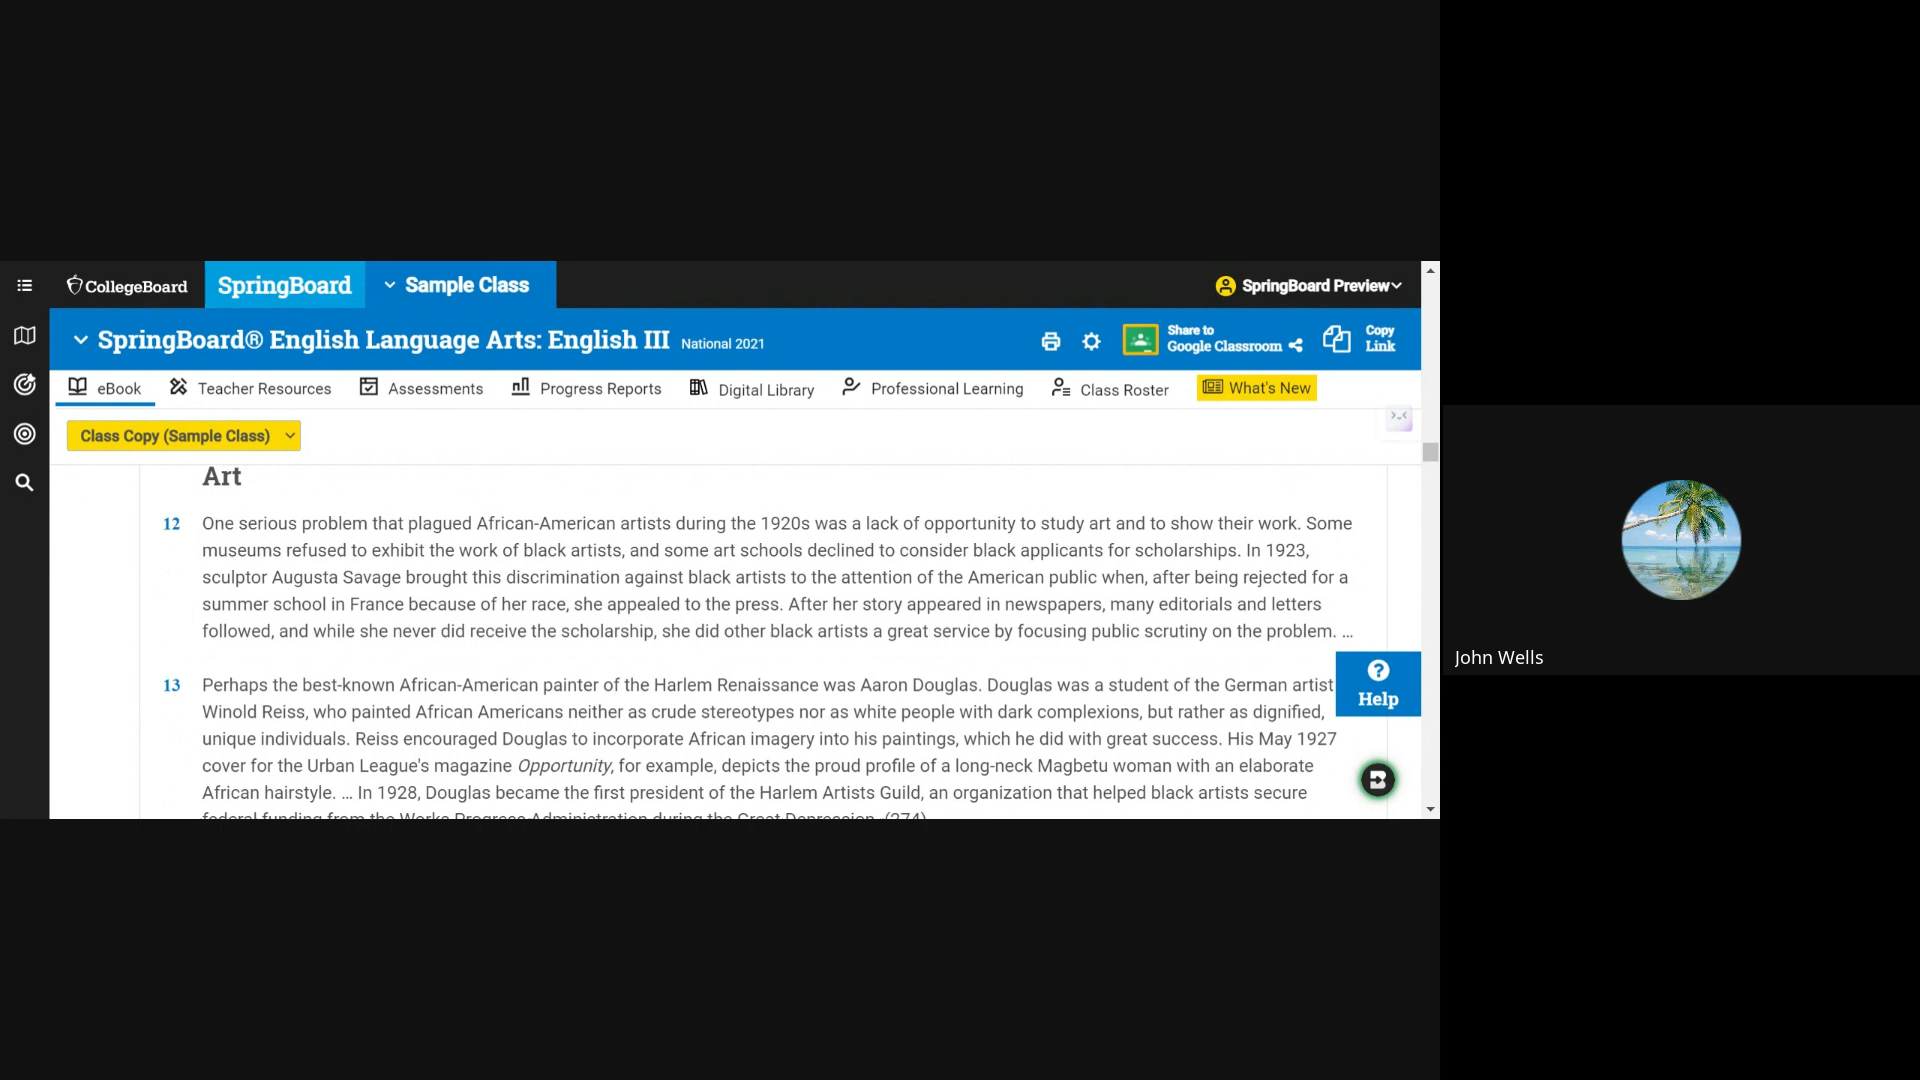 CollegeBoard
SpringBoard
Sample Class
SpringBoard Preview
SpringBoard® English Language Arts: English III National 2021
Share to
Google Classroom
Copy
Link
eBook
Teacher Resources
Assessments
Progress Reports
Digital Library
Professional Learning
Class Roster
What's New
Class Copy (Sample Class)
Art
12 One serious problem that plagued African-American artists during the 1920s was a lack of opportunity to study art and to show their work. Some
museums refused to exhibit the work of black artists, and some art schools declined to consider black applicants for scholarships. In 1923,
sculptor Augusta Savage brought this discrimination against black artists to the attention of the American public when, after being rejected for a
summer school in France because of her race, she appealed to the press. After her story appeared in newspapers, many editorials and letters
followed, and while she never did receive the scholarship, she did other black artists a great service by focusing public scrutiny on the problem. ...
13 Perhaps the best-known African-American painter of the Harlem Renaissance was Aaron Douglas. Douglas was a student of the German artist
Winold Reiss, who painted African Americans neither as crude stereotypes nor as white people with dark complexions, but rather as dignified,
unique individuals. Reiss encouraged Douglas to incorporate African imagery into his paintings, which he did with great success. His May 1927
cover for the Urban League's magazine Opportunity, for example, depicts the proud profile of a long-neck Magbetu woman with an elaborate
African hairstyle. ... In 1928, Douglas became the first president of the Harlem Artists Guild, an organization that helped black artists secure
federal funding from the Works Progress Administration during the Great Depression. (274)
Help
John Wells